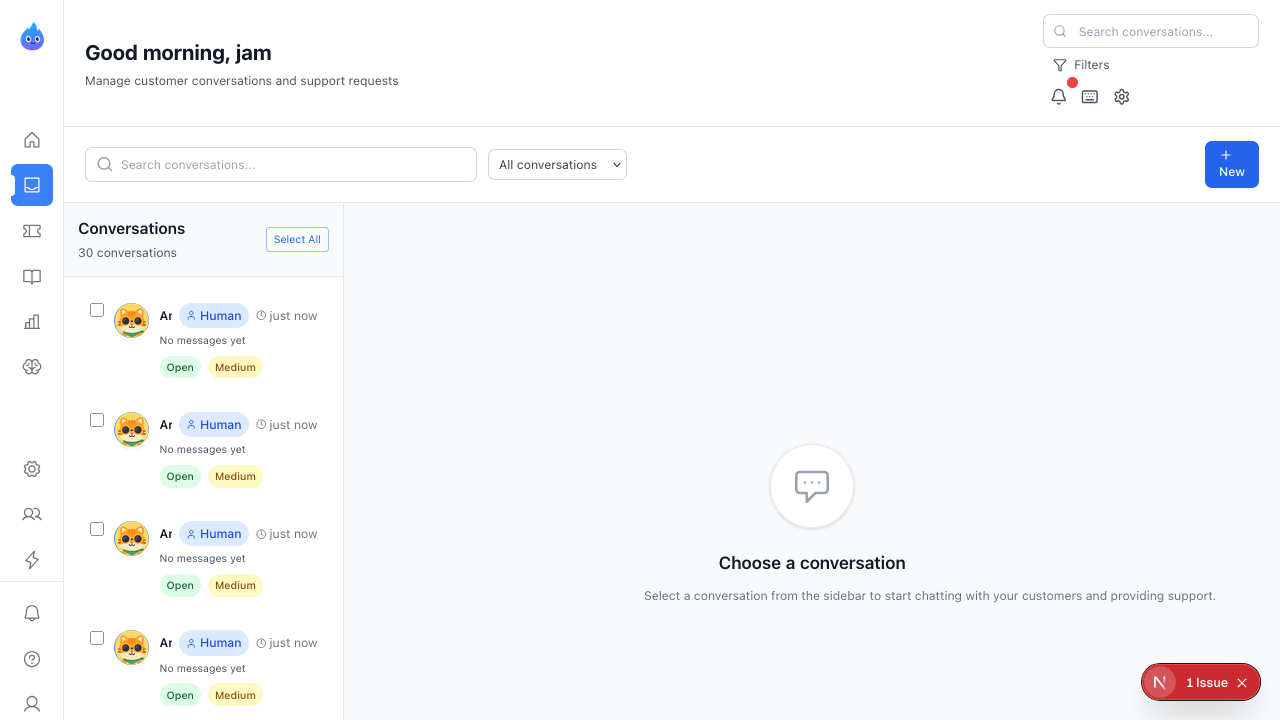 Good morning, jam
Manage customer conversations and support requests
Search conversations...
Filters
Search conversations...
All conversations
New
Conversations
30 conversations
Select All
Ar Human just now
No messages yet
Open Medium
Ar Human just now
No messages yet
Open Medium
Ar Human just now
No messages yet
Open Medium
Ar Human just now
No messages yet
Open Medium
Choose a conversation
Select a conversation from the sidebar to start chatting with your customers and providing support.
N 1 Issue